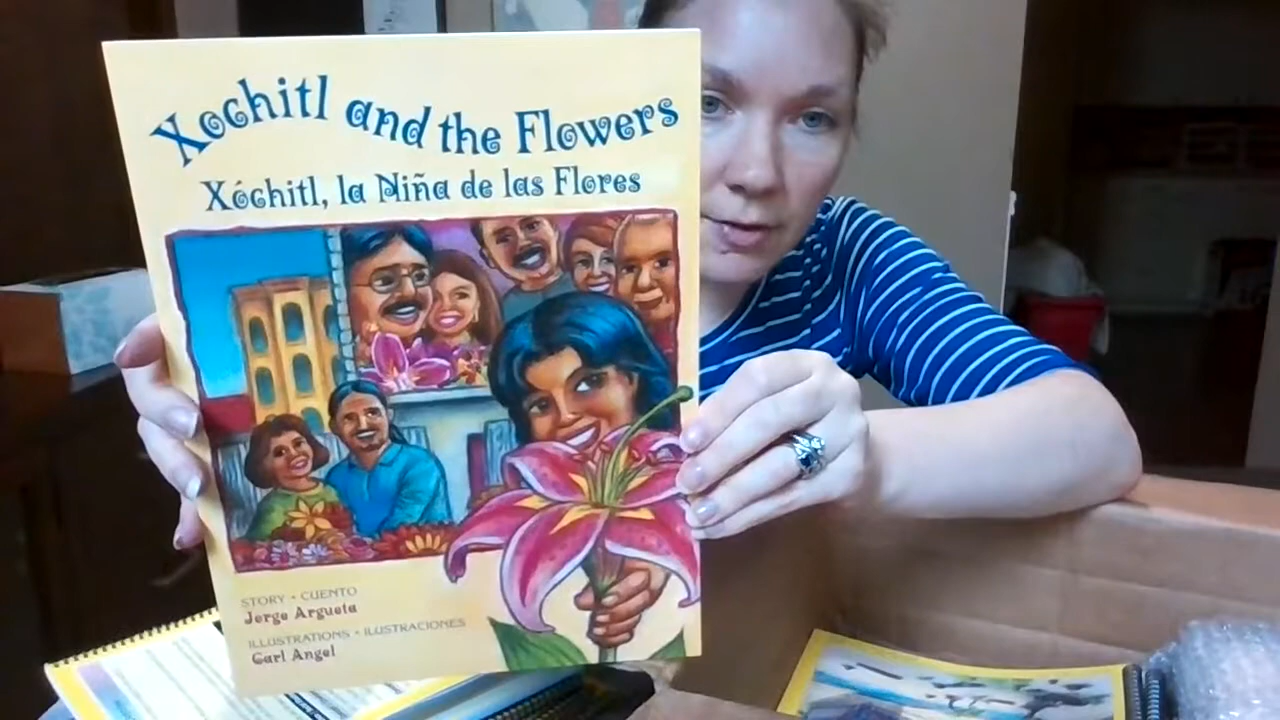 Xochitl and the Flowers
Xóchitl, la Niña de las Flores
STORY • CUENTO
Jorge Argueta
ILLUSTRATIONS • ILUSTRACIONES
Carl Angel